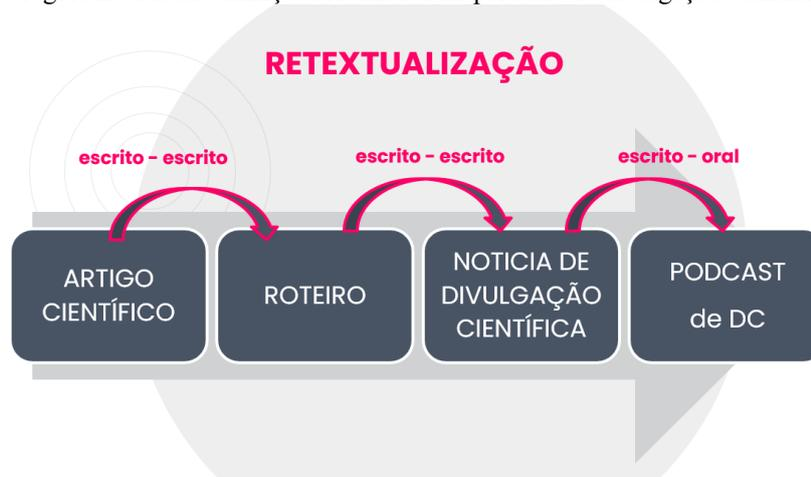 RETEXTUALIZAÇÃO
escrito - escrito
escrito - escrito
escrito - oral
ARTIGO
CIENTÍFICO
ROTEIRO
NOTICIA DE
DIVULGAÇÃO
CIENTÍFICA
PODCAST
de DC